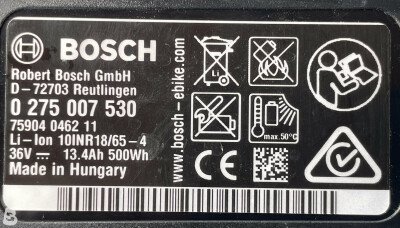 BOSCH
Robert Bosch GmbH
D-72703 Reutlingen
0 275 007 530
75904 0462 11
Li-Ion 10INR18/65-4
36V ⎓ 13.4Ah 500Wh
Made in Hungary
www.bosch-ebike.com
Li
max.50°C
CE